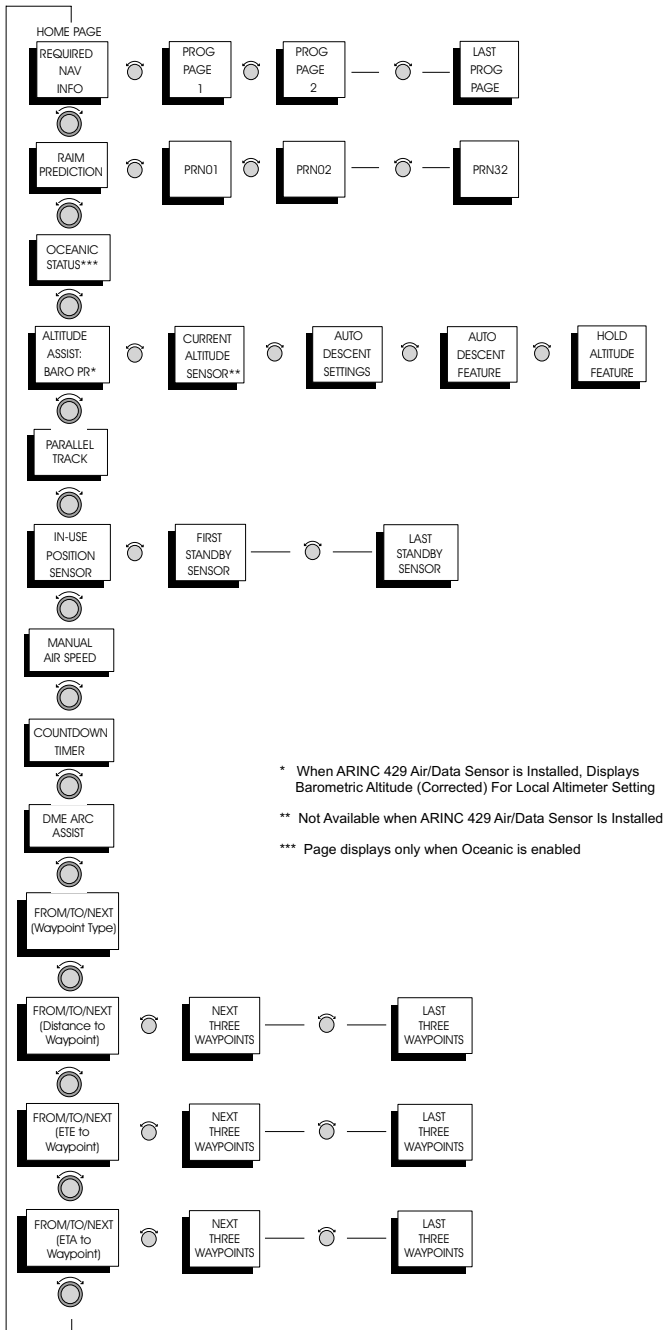 HOME PAGE
REQUIRED
NAV
INFO
PROG
PAGE
1
PROG
PAGE
2
LAST
PROG
PAGE
RAIM
PREDICTION
PRN01
PRN02
PRN32
OCEANIC
STATUS***
ALTITUDE
ASSIST:
BARO PR*
CURRENT
ALTITUDE
SENSOR**
AUTO
DESCENT
SETTINGS
AUTO
DESCENT
FEATURE
HOLD
ALTITUDE
FEATURE
PARALLEL
TRACK
IN-USE
POSITION
SENSOR
FIRST
STANDBY
SENSOR
LAST
STANDBY
SENSOR
MANUAL
AIR SPEED
COUNTDOWN
TIMER
* When ARINC 429 Air/Data Sensor is Installed, Displays
Barometric Altitude (Corrected) For Local Altimeter Setting
** Not Available when ARINC 429 Air/Data Sensor Is Installed
*** Page displays only when Oceanic is enabled
DME ARC
ASSIST
FROM/TO/NEXT
(Waypoint Type)
FROM/TO/NEXT
(Distance to
Waypoint)
NEXT
THREE
WAYPOINTS
LAST
THREE
WAYPOINTS
FROM/TO/NEXT
(ETE to
Waypoint)
NEXT
THREE
WAYPOINTS
LAST
THREE
WAYPOINTS
FROM/TO/NEXT
(ETA to
Waypoint)
NEXT
THREE
WAYPOINTS
LAST
THREE
WAYPOINTS